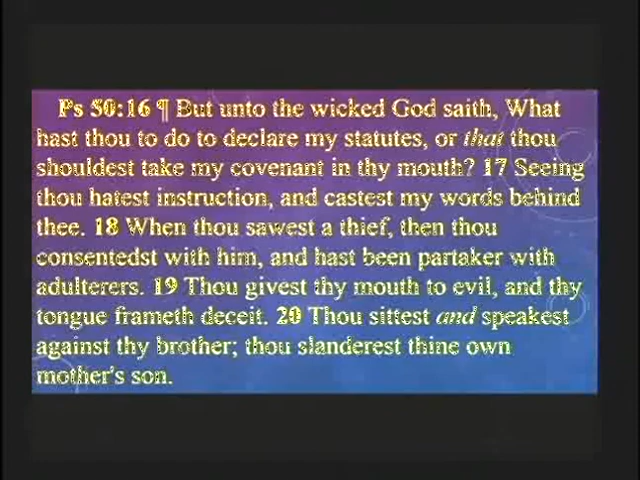 Ps 50:16 ¶ But unto the wicked God saith, What
hast thou to do to declare my statutes, or that thou
shouldest take my covenant in thy mouth? 17 Seeing
thou hatest instruction, and castest my words behind
thee. 18 When thou sawest a thief, then thou
consentedst with him, and hast been partaker with
adulterers. 19 Thou givest thy mouth to evil, and thy
tongue frameth deceit. 20 Thou sittest and speakest
against thy brother; thou slanderest thine own
mother's son.